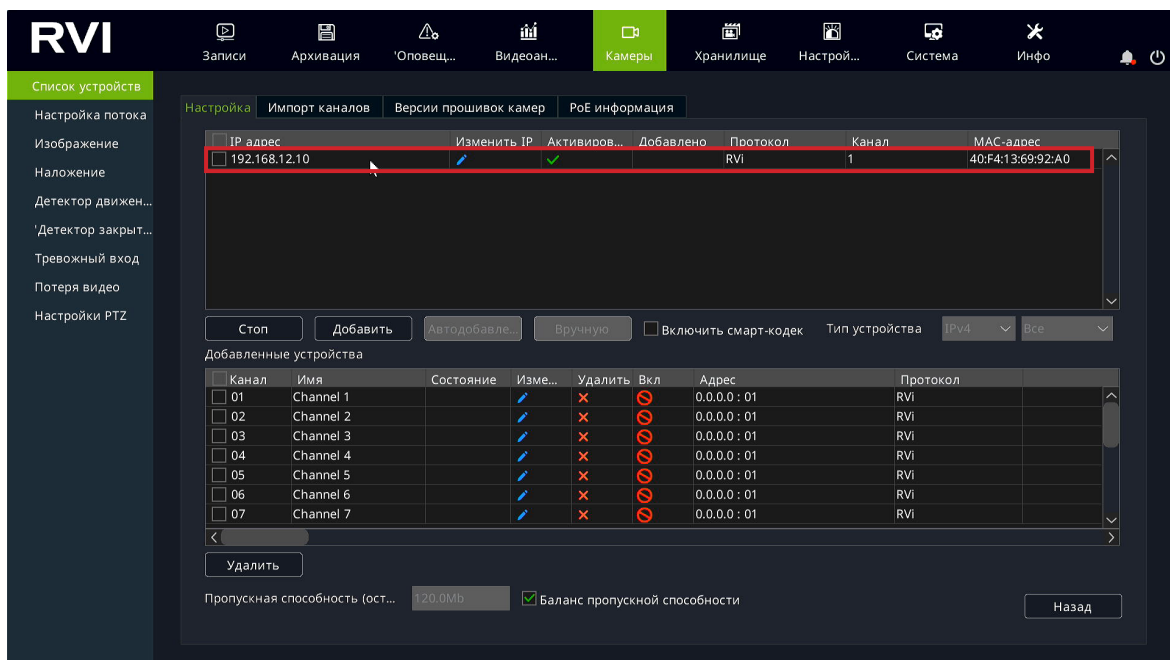 RVI
Записи Архивация 'Оповещ... Видеоан... Камеры Хранилище Настрой... Система Инфо
Список устройств
Настройка потока
Изображение
Наложение
Детектор движен...
'Детектор закрыт...
Тревожный вход
Потеря видео
Настройки PTZ
Настройка Импорт каналов Версии прошивок камер PoE информация
IP адрес Изменить IP Активиров... Добавлено Протокол Канал MAC-адрес
192.168.12.10 RVi 1 40:F4:13:69:92:A0
Стоп Добавить Автодобавле... Вручную Включить смарт-кодек Тип устройства IPv4 Все
Добавленные устройства
Канал Имя Состояние Изме... Удалить Вкл Адрес Протокол
01 Channel 1 0.0.0.0 : 01 RVi
02 Channel 2 0.0.0.0 : 01 RVi
03 Channel 3 0.0.0.0 : 01 RVi
04 Channel 4 0.0.0.0 : 01 RVi
05 Channel 5 0.0.0.0 : 01 RVi
06 Channel 6 0.0.0.0 : 01 RVi
07 Channel 7 0.0.0.0 : 01 RVi
Удалить
Пропускная способность (ост... 120.0Mb Баланс пропускной способности
Назад